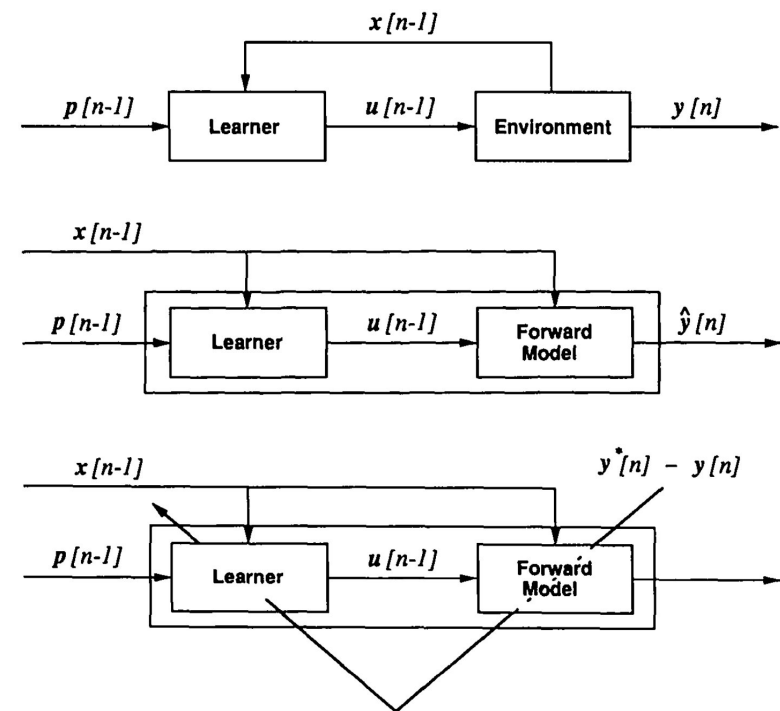 x[n-1]
p[n-1]
Learner
u[n-1]
Environment
y[n]
x[n-1]
p[n-1]
Learner
u[n-1]
Forward
Model
ŷ[n]
x[n-1]
y*[n] - y[n]
p[n-1]
Learner
u[n-1]
Forward
Model